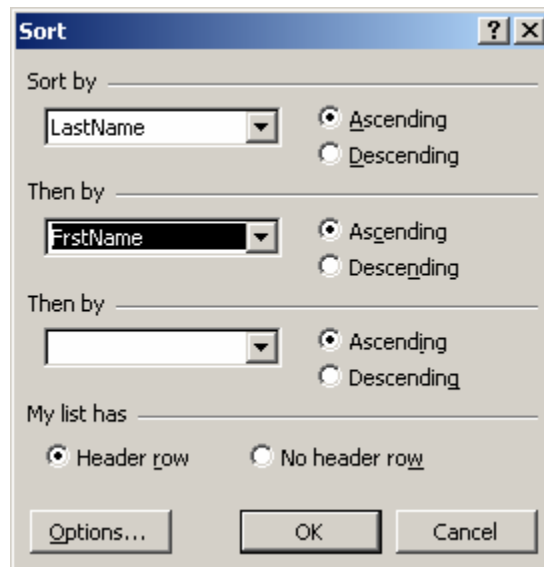 Sort
Sort by
LastName
Ascending
Descending
Then by
FrstName
Ascending
Descending
Then by
Ascending
Descending
My list has
Header row
No header row
Options...
OK
Cancel